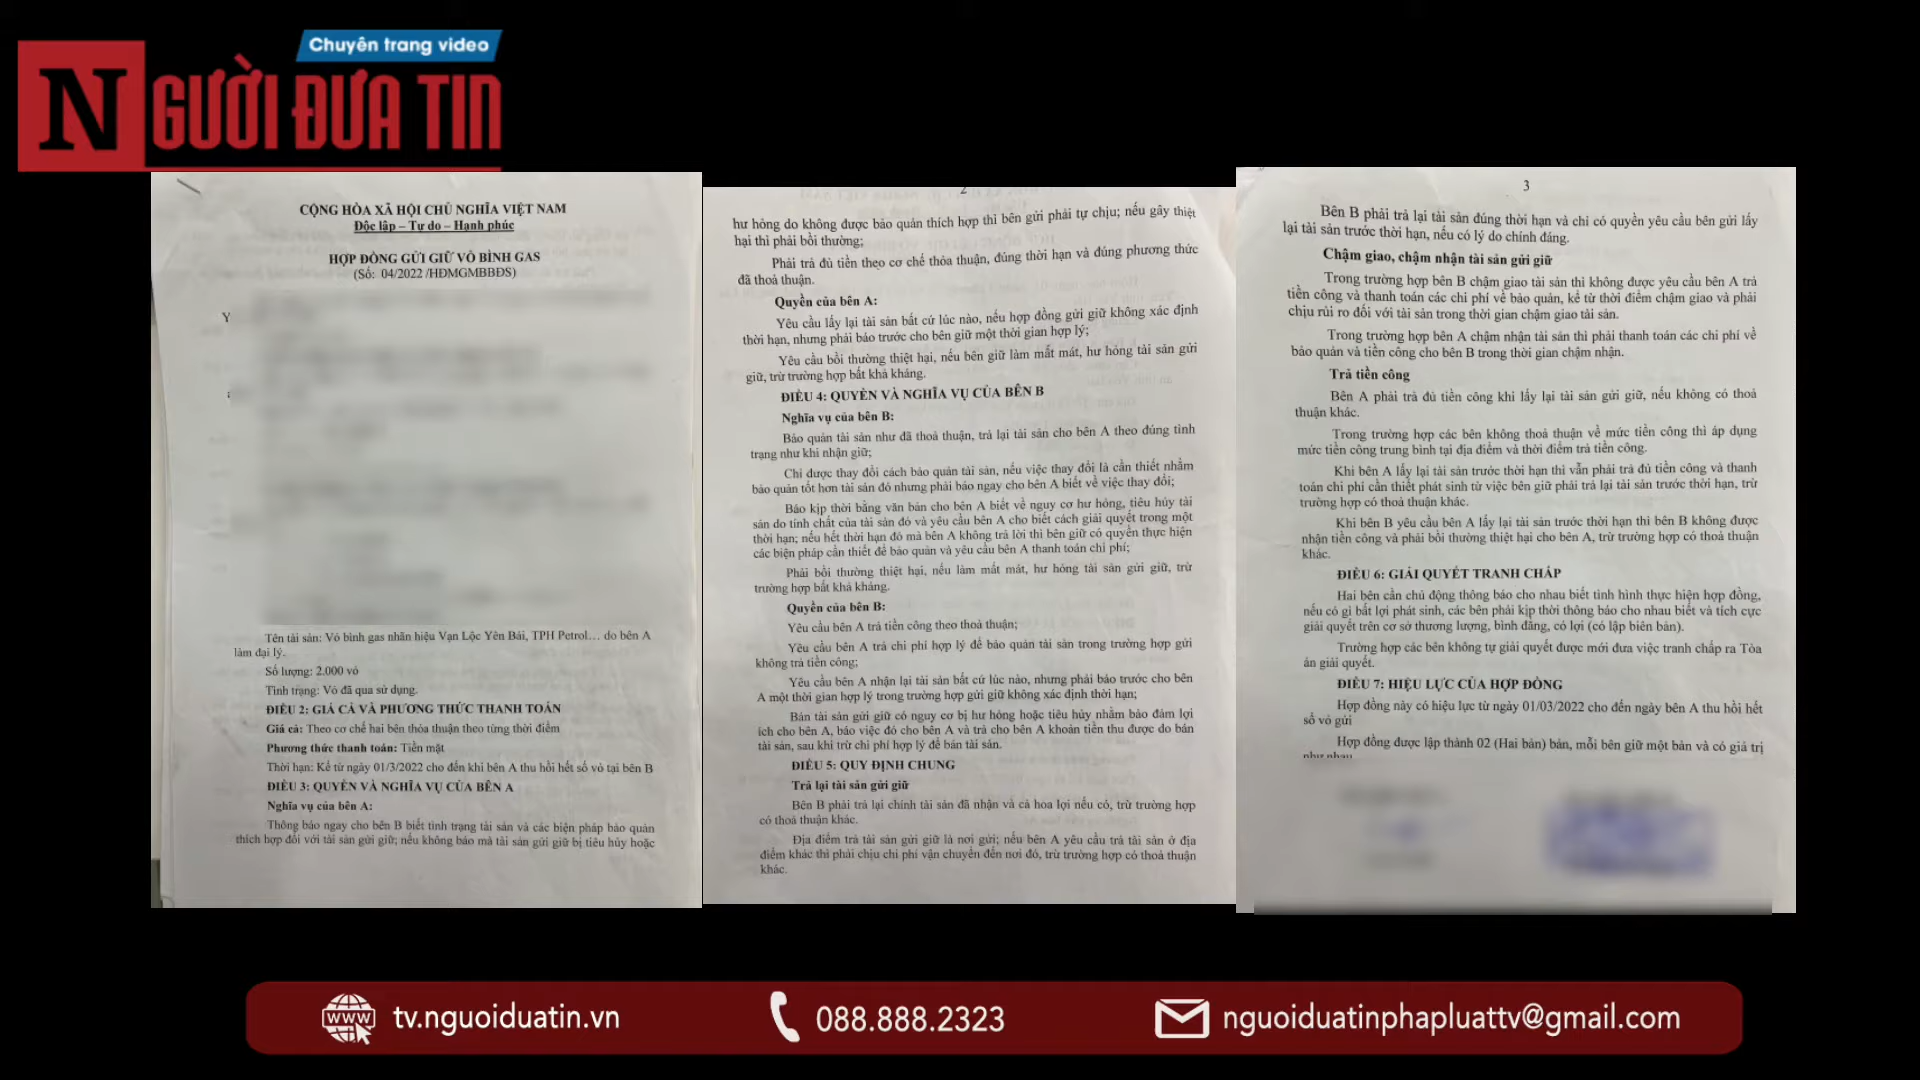 Chuyên trang video
NGƯỜI ĐƯA TIN
CỘNG HÒA XÃ HỘI CHỦ NGHĨA VIỆT NAM
Độc lập – Tự do – Hạnh phúc
HỢP ĐỒNG GỬI GIỮ VỎ BÌNH GAS
(Số: 04/2022 /HĐMGMBBĐS)
Y
Tên tài sản: Vỏ bình gas nhãn hiệu Vạn Lộc Yên Bái, TPH Petrol… do bên A
làm đại lý.
Số lượng: 2.000 vỏ
Tình trạng: Vỏ đã qua sử dụng.
ĐIỀU 2: GIÁ CẢ VÀ PHƯƠNG THỨC THANH TOÁN
Giá cả: Theo cơ chế hai bên thỏa thuận theo từng thời điểm
Phương thức thanh toán: Tiền mặt
Thời hạn: Kể từ ngày 01/3/2022 cho đến khi bên A thu hồi hết số vỏ tại bên B
ĐIỀU 3: QUYỀN VÀ NGHĨA VỤ CỦA BÊN A
Nghĩa vụ của bên A:
Thông báo ngay cho bên B biết tình trạng tài sản và các biện pháp bảo quản
thích hợp đối với tài sản gửi giữ; nếu không báo mà tài sản gửi giữ bị tiêu hủy hoặc
2
hư hỏng do không được bảo quản thích hợp thì bên gửi phải tự chịu; nếu gây thiệt
hại thì phải bồi thường;
Phải trả đủ tiền theo cơ chế thỏa thuận, đúng thời hạn và đúng phương thức
đã thoả thuận.
Quyền của bên A:
Yêu cầu lấy lại tài sản bất cứ lúc nào, nếu hợp đồng gửi giữ không xác định
thời hạn, nhưng phải báo trước cho bên giữ một thời gian hợp lý;
Yêu cầu bồi thường thiệt hại, nếu bên giữ làm mất mát, hư hỏng tài sản gửi
giữ, trừ trường hợp bất khả kháng.
ĐIỀU 4: QUYỀN VÀ NGHĨA VỤ CỦA BÊN B
Nghĩa vụ của bên B:
Bảo quản tài sản như đã thoả thuận, trả lại tài sản cho bên A theo đúng tình
trạng như khi nhận giữ;
Chỉ được thay đổi cách bảo quản tài sản, nếu việc thay đổi là cần thiết nhằm
bảo quản tốt hơn tài sản đó nhưng phải báo ngay cho bên A biết về việc thay đổi;
Báo kịp thời bằng văn bản cho bên A biết về nguy cơ hư hỏng, tiêu hủy tài
sản do tính chất của tài sản đó và yêu cầu bên A cho biết cách giải quyết trong một
thời hạn; nếu hết thời hạn đó mà bên A không trả lời thì bên giữ có quyền thực hiện
các biện pháp cần thiết để bảo quản và yêu cầu bên A thanh toán chi phí;
Phải bồi thường thiệt hại, nếu làm mất mát, hư hỏng tài sản gửi giữ, trừ
trường hợp bất khả kháng.
Quyền của bên B:
Yêu cầu bên A trả tiền công theo thoả thuận;
Yêu cầu bên A trả chi phí hợp lý để bảo quản tài sản trong trường hợp gửi
không trả tiền công;
Yêu cầu bên A nhận lại tài sản bất cứ lúc nào, nhưng phải báo trước cho bên
A một thời gian hợp lý trong trường hợp gửi giữ không xác định thời hạn;
Bán tài sản gửi giữ có nguy cơ bị hư hỏng hoặc tiêu hủy nhằm bảo đảm lợi
ích cho bên A, báo việc đó cho bên A và trả cho bên A khoản tiền thu được do bán
tài sản, sau khi trừ chi phí hợp lý để bán tài sản.
ĐIỀU 5: QUY ĐỊNH CHUNG
Trả lại tài sản gửi giữ
Bên B phải trả lại chính tài sản đã nhận và cả hoa lợi nếu có, trừ trường hợp
có thoả thuận khác.
Địa điểm trả tài sản gửi giữ là nơi gửi; nếu bên A yêu cầu trả tài sản ở địa
điểm khác thì phải chịu chi phí vận chuyển đến nơi đó, trừ trường hợp có thoả thuận
khác.
3
Bên B phải trả lại tài sản đúng thời hạn và chỉ có quyền yêu cầu bên gửi lấy
lại tài sản trước thời hạn, nếu có lý do chính đáng.
Chậm giao, chậm nhận tài sản gửi giữ
Trong trường hợp bên B chậm giao tài sản thì không được yêu cầu bên A trả
tiền công và thanh toán các chi phí về bảo quản, kể từ thời điểm chậm giao và phải
chịu rủi ro đối với tài sản trong thời gian chậm giao tài sản.
Trong trường hợp bên A chậm nhận tài sản thì phải thanh toán các chi phí về
bảo quản và tiền công cho bên B trong thời gian chậm nhận.
Trả tiền công
Bên A phải trả đủ tiền công khi lấy lại tài sản gửi giữ, nếu không có thoả
thuận khác.
Trong trường hợp các bên không thoả thuận về mức tiền công thì áp dụng
mức tiền công trung bình tại địa điểm và thời điểm trả tiền công.
Khi bên A lấy lại tài sản trước thời hạn thì vẫn phải trả đủ tiền công và thanh
toán chi phí cần thiết phát sinh từ việc bên giữ phải trả lại tài sản trước thời hạn, trừ
trường hợp có thoả thuận khác.
Khi bên B yêu cầu bên A lấy lại tài sản trước thời hạn thì bên B không được
nhận tiền công và phải bồi thường thiệt hại cho bên A, trừ trường hợp có thoả thuận
khác.
ĐIỀU 6: GIẢI QUYẾT TRANH CHẤP
Hai bên cần chủ động thông báo cho nhau biết tình hình thực hiện hợp đồng,
nếu có gì bất lợi phát sinh, các bên phải kịp thời thông báo cho nhau biết và tích cực
giải quyết trên cơ sở thương lượng, bình đẳng, có lợi (có lập biên bản).
Trường hợp các bên không tự giải quyết được mới đưa việc tranh chấp ra Tòa
án giải quyết.
ĐIỀU 7: HIỆU LỰC CỦA HỢP ĐỒNG
Hợp đồng này có hiệu lực từ ngày 01/03/2022 cho đến ngày bên A thu hồi hết
số vỏ gửi
Hợp đồng được lập thành 02 (Hai bản) bản, mỗi bên giữ một bản và có giá trị
như nhau
www
tv.nguoiduatin.vn
088.888.2323
nguoiduatinphapluattv@gmail.com